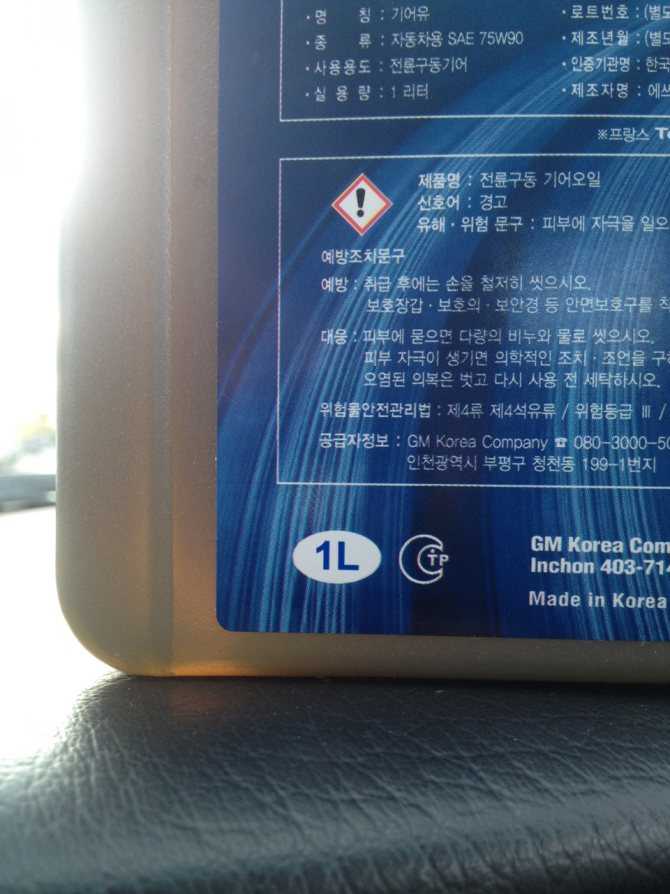 · 명 칭 : 기어유
· 로트번호 : (별도
· 종 류 : 자동차용 SAE 75W90
· 제조년월 : (별도
· 사용용도 : 전륜구동기어
· 인증기관명 : 한국
· 실 용 량 : 1 리터
· 제조자명 : 에쓰
※프랑스
제품명 : 전륜구동 기어오일
신호어 : 경고
유해 · 위험 문구 : 피부에 자극을 일으
예방조치문구
예방 : 취급 후에는 손을 철저히 씻으시오.
보호장갑 · 보호의 · 보안경 등 안면보호구를 착
대응 : 피부에 묻으면 다량의 비누와 물로 씻으시오.
피부 자극이 생기면 의학적인 조치 · 조언을 구하
오염된 의복은 벗고 다시 사용 전 세탁하시오.
위험물안전관리법 : 제4류 제4석유류 / 위험등급 Ⅲ /
공급자정보 : GM Korea Company ☎ 080-3000-50
인천광역시 부평구 청천동 199-1번지
1L
GM Korea Com
Inchon 403-714
Made in Korea